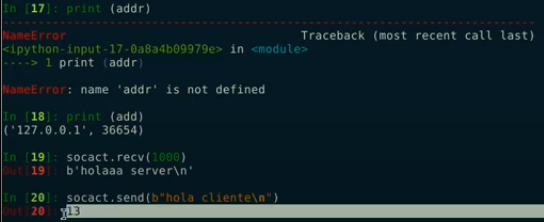 In [17]: print (addr)
NameError Traceback (most recent call last)
<ipython-input-17-0a8a4b09979e> in <module>
----> 1 print (addr)
NameError: name 'addr' is not defined
In [18]: print (add)
('127.0.0.1', 36654)
In [19]: socact.recv(1000)
Out[19]: b'holaaa server\n'
In [20]: socact.send(b"hola cliente\n")
Out[20]: 13